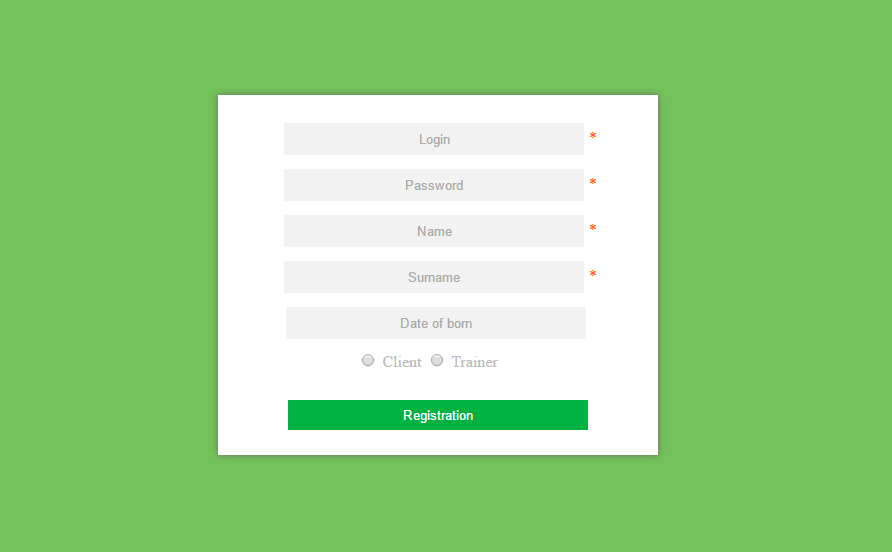 Login *
Password *
Name *
Surname *
Date of born
Client Trainer
Registration